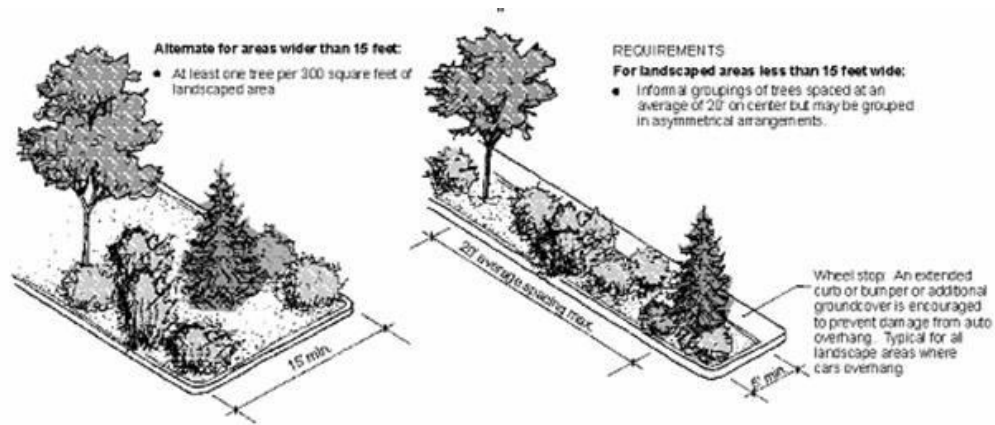 Alternate for areas wider than 15 feet:
• At least one tree per 300 square feet of
landscaped area
15' min.
REQUIREMENTS
For landscaped areas less than 15 feet wide:
• Informal groupings of trees spaced at an
average of 20' on center but may be grouped
in asymmetrical arrangements.
20' average spacing max.
5' min.
Wheel stop: An extended
curb or bumper or additional
groundcover is encouraged
to prevent damage from auto
overhang. Typical for all
landscape areas where
cars overhang.